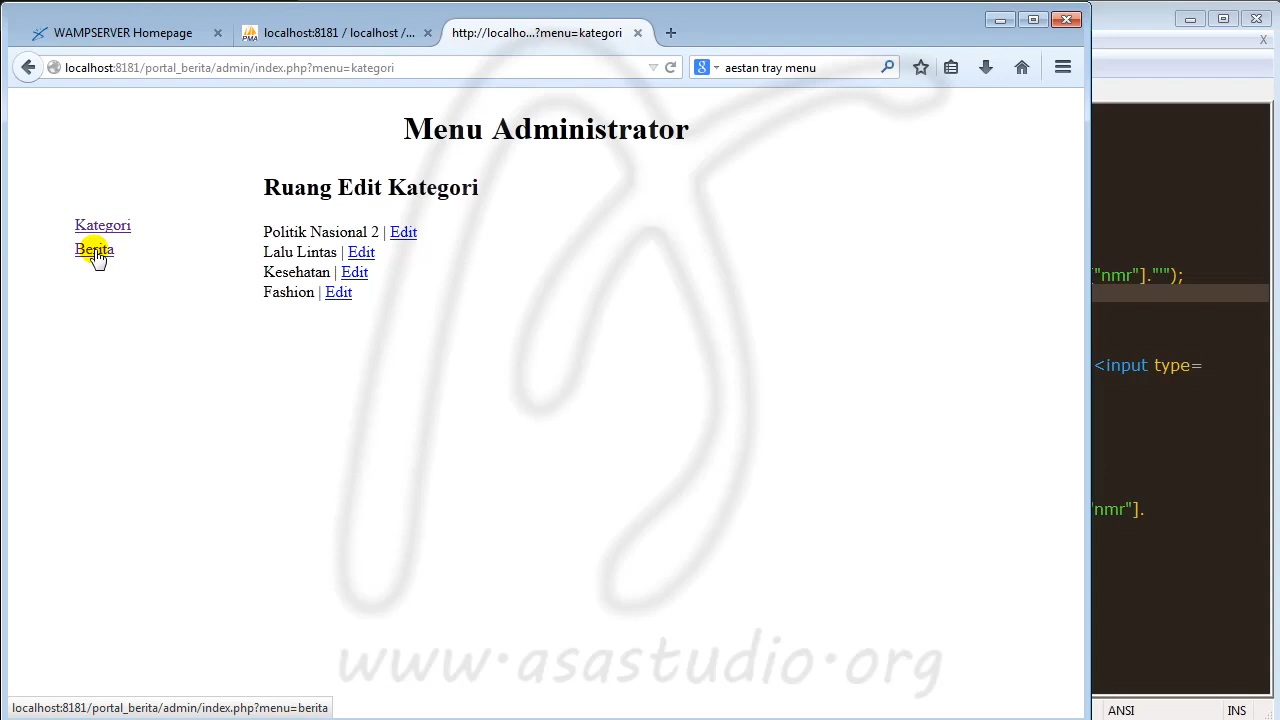 WAMPSERVER Homepage
localhost:8181 / localhost /...
http://localho...?menu=kategori
localhost:8181/portal_berita/admin/index.php?menu=kategori
aestan tray menu
Menu Administrator
Ruang Edit Kategori
Kategori
Berita
Politik Nasional 2 | Edit
Lalu Lintas | Edit
Kesehatan | Edit
Fashion | Edit
"nmr"]."'");
<input type=
"nmr"].
www.asastudio.org
localhost:8181/portal_berita/admin/index.php?menu=berita
ANSI
INS